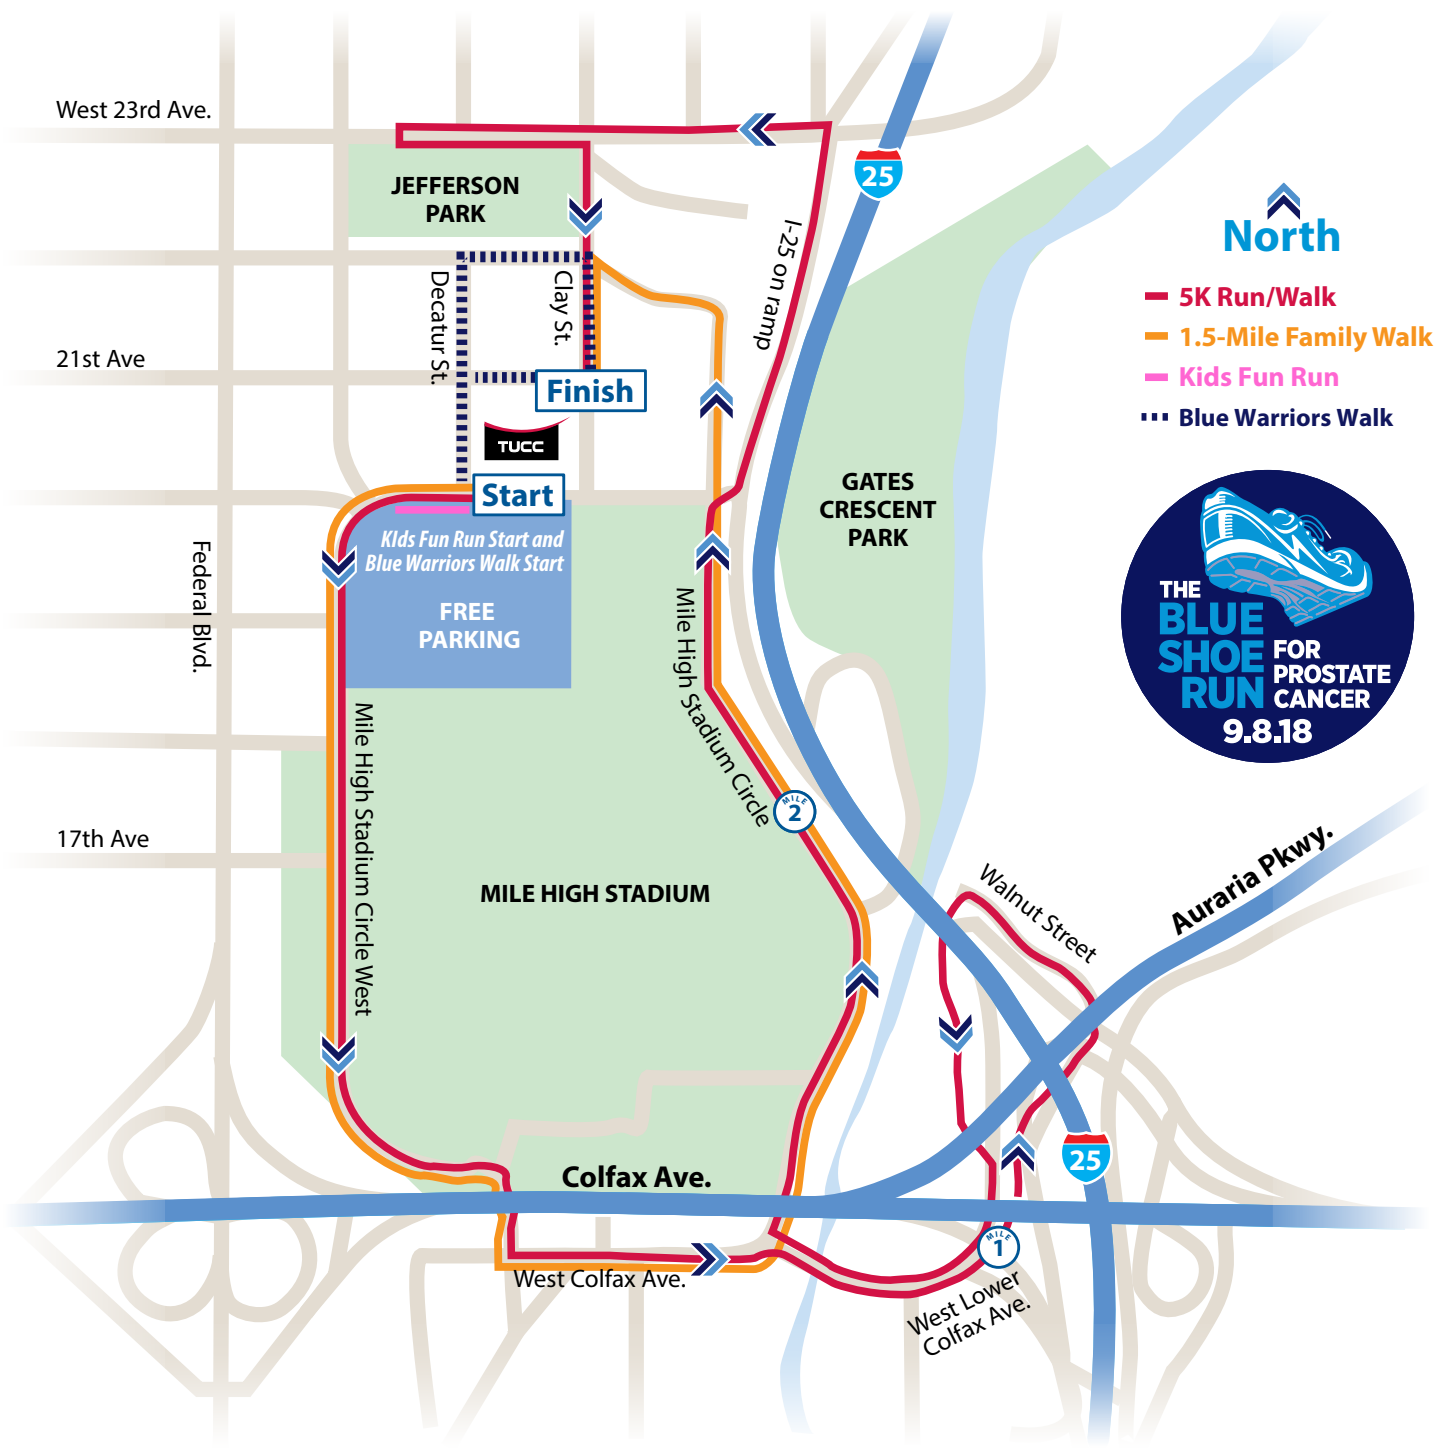 West 23rd Ave.
JEFFERSON
PARK
25
I-25 on ramp
North
5K Run/Walk
1.5-Mile Family Walk
Kids Fun Run
Blue Warriors Walk
Decatur St.
Clay St.
21st Ave
Finish
TUCC
Start
GATES
CRESCENT
PARK
KIds Fun Run Start and
Blue Warriors Walk Start
FREE
PARKING
Federal Blvd.
Mile High Stadium Circle
THE
BLUE
SHOE
RUN
FOR
PROSTATE
CANCER
9.8.18
Mile High Stadium Circle West
MILE
2
17th Ave
MILE HIGH STADIUM
Walnut Street
Auraria Pkwy.
25
Colfax Ave.
MILE
1
West Colfax Ave.
West Lower
Colfax Ave.